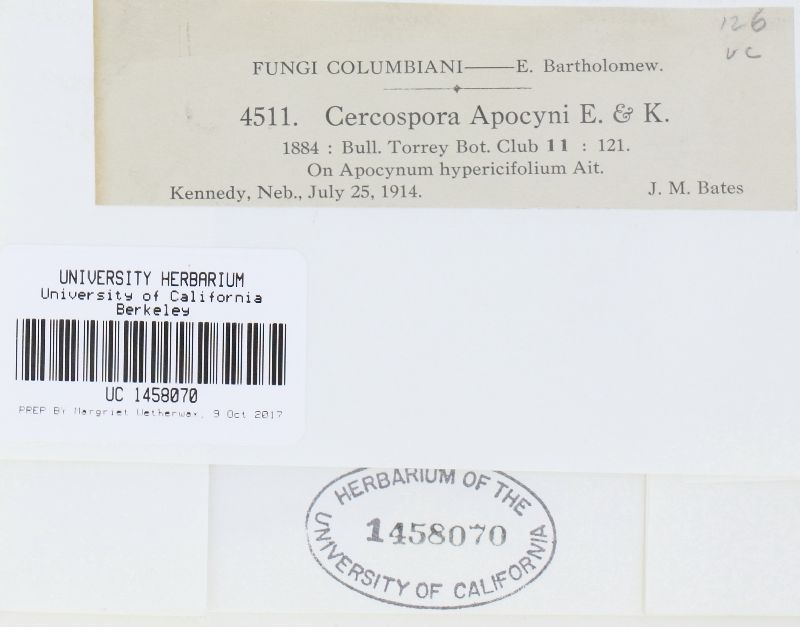 126
UC
FUNGI COLUMBIANI——E. Bartholomew.
4511. Cercospora Apocyni E. & K.
1884 : Bull. Torrey Bot. Club 11 : 121.
On Apocynum hypericifolium Ait.
Kennedy, Neb., July 25, 1914. J. M. Bates
UNIVERSITY HERBARIUM
University of California
Berkeley
UC 1458070
PREP BY Margriet Wetherwax, 9 Oct 2017
HERBARIUM OF THE
1458070
UNIVERSITY OF CALIFORNIA